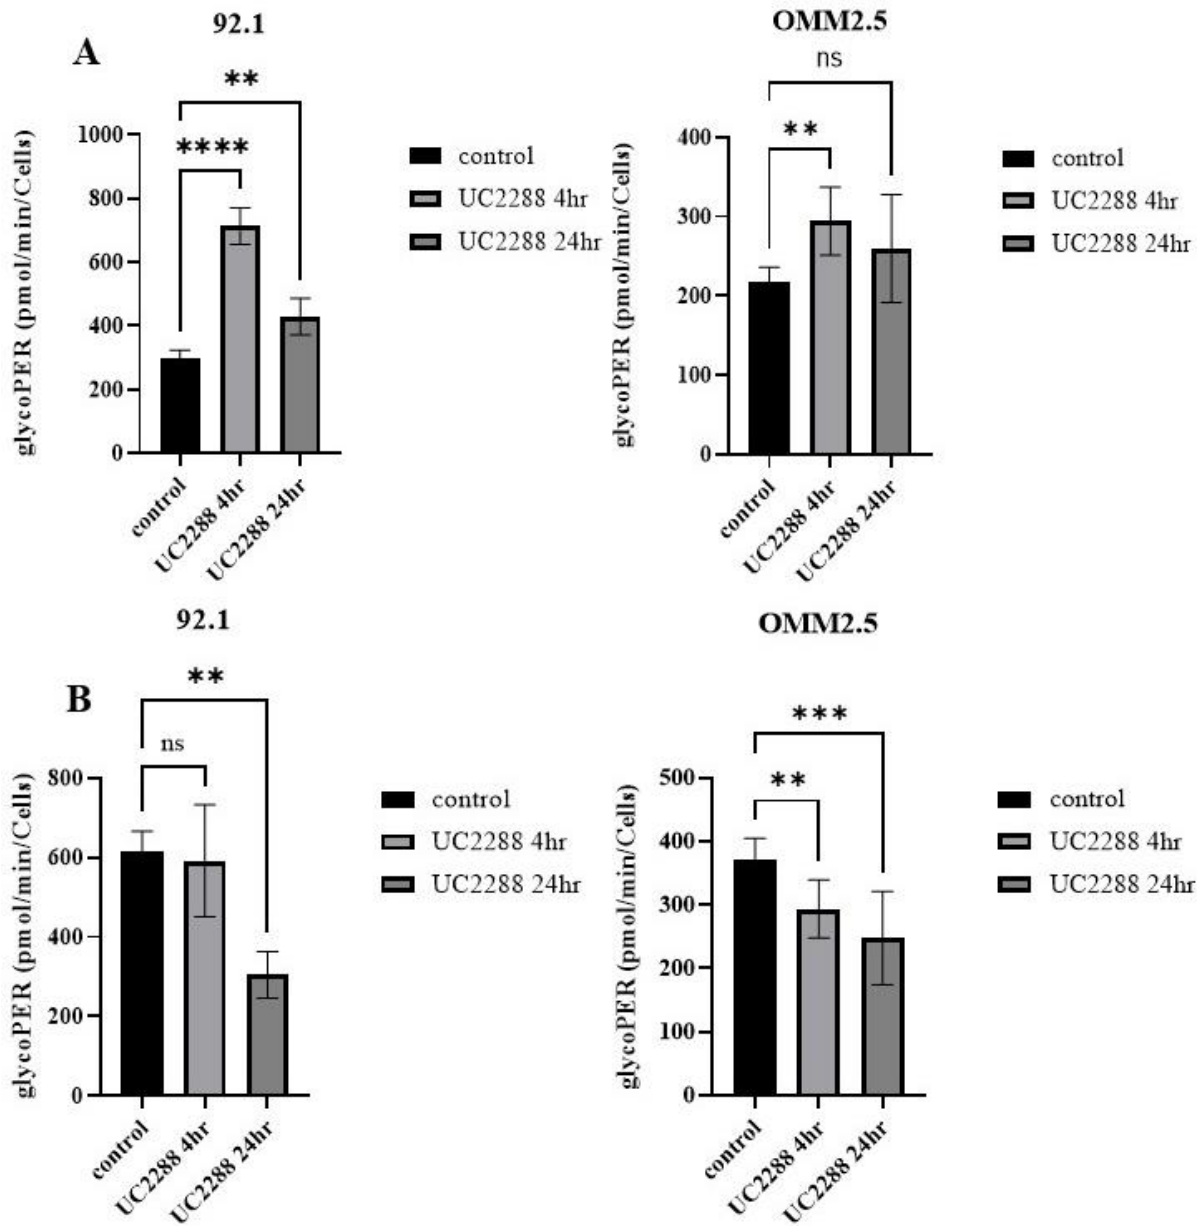 A
92.1
**
****
glycoPER (pmol/min/Cells)
1000
800
600
400
200
0
control
UC2288 4hr
UC2288 24hr
control
UC2288 4hr
UC2288 24hr
OMM2.5
ns
**
glycoPER (pmol/min/Cells)
400
300
200
100
0
control
UC2288 4hr
UC2288 24hr
control
UC2288 4hr
UC2288 24hr
B
92.1
**
ns
glycoPER (pmol/min/Cells)
800
600
400
200
0
control
UC2288 4hr
UC2288 24hr
control
UC2288 4hr
UC2288 24hr
OMM2.5
***
**
glycoPER (pmol/min/Cells)
500
400
300
200
100
0
control
UC2288 4hr
UC2288 24hr
control
UC2288 4hr
UC2288 24hr